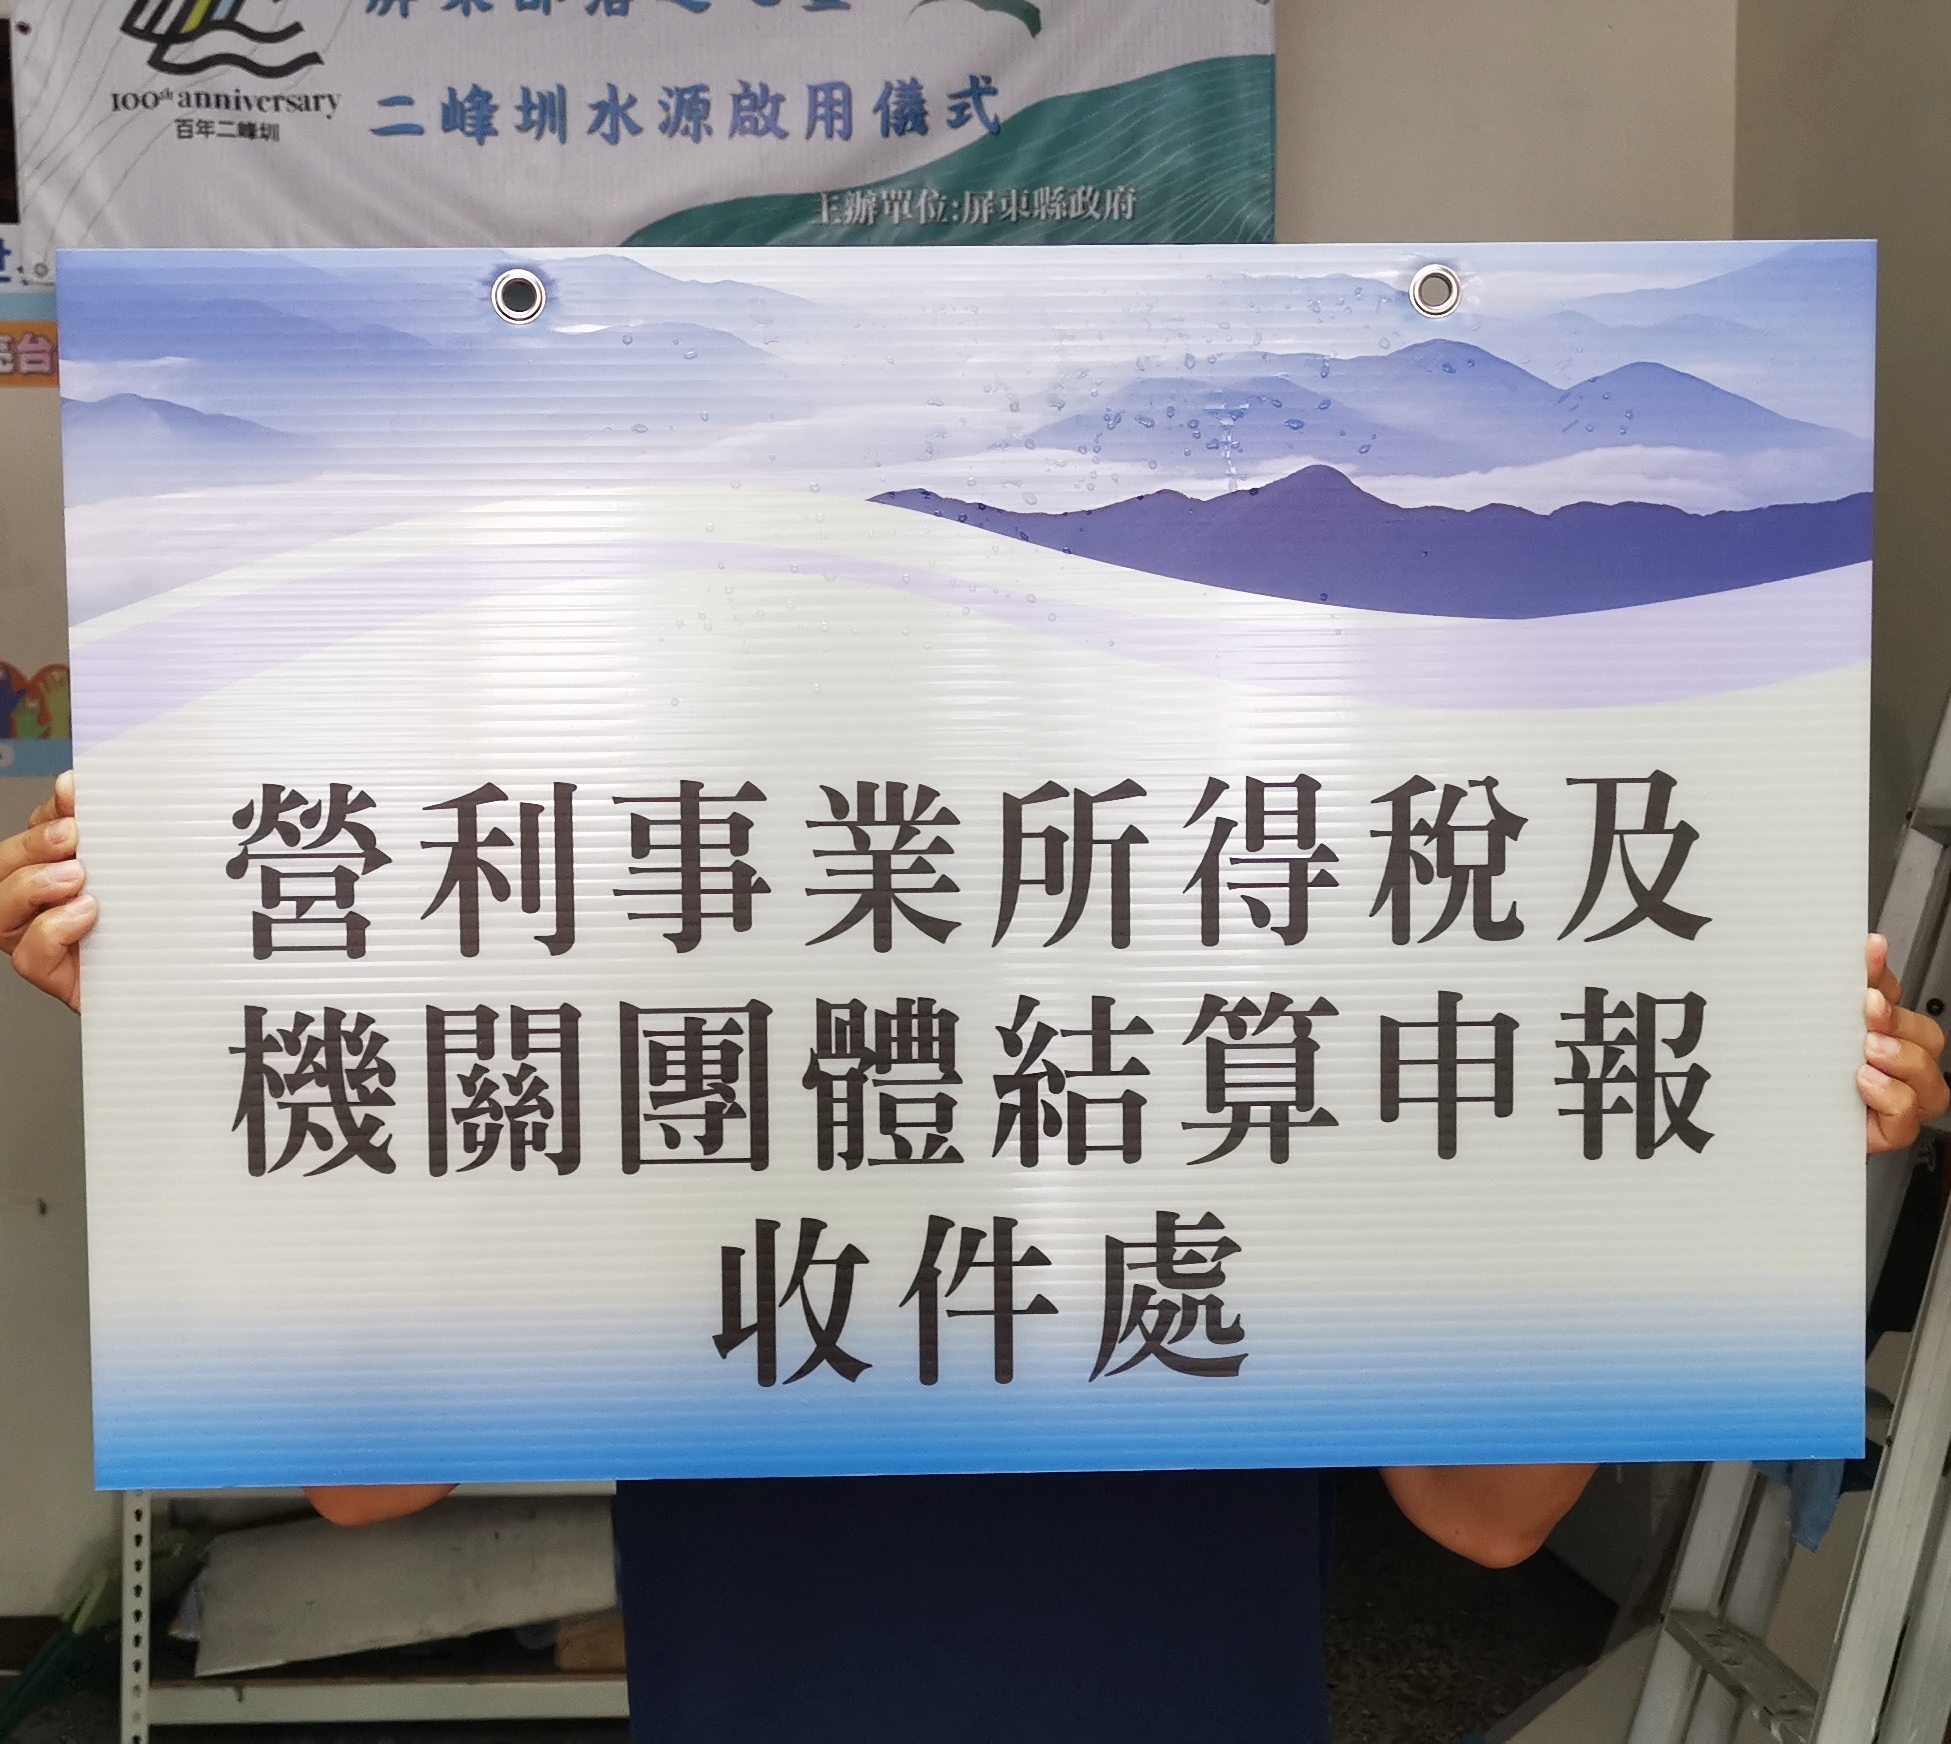 100th anniversary
百年二峰圳
二峰圳水源啟用儀式
主辦單位:屏東縣政府
台
營利事業所得稅及
機關團體結算申報
收件處